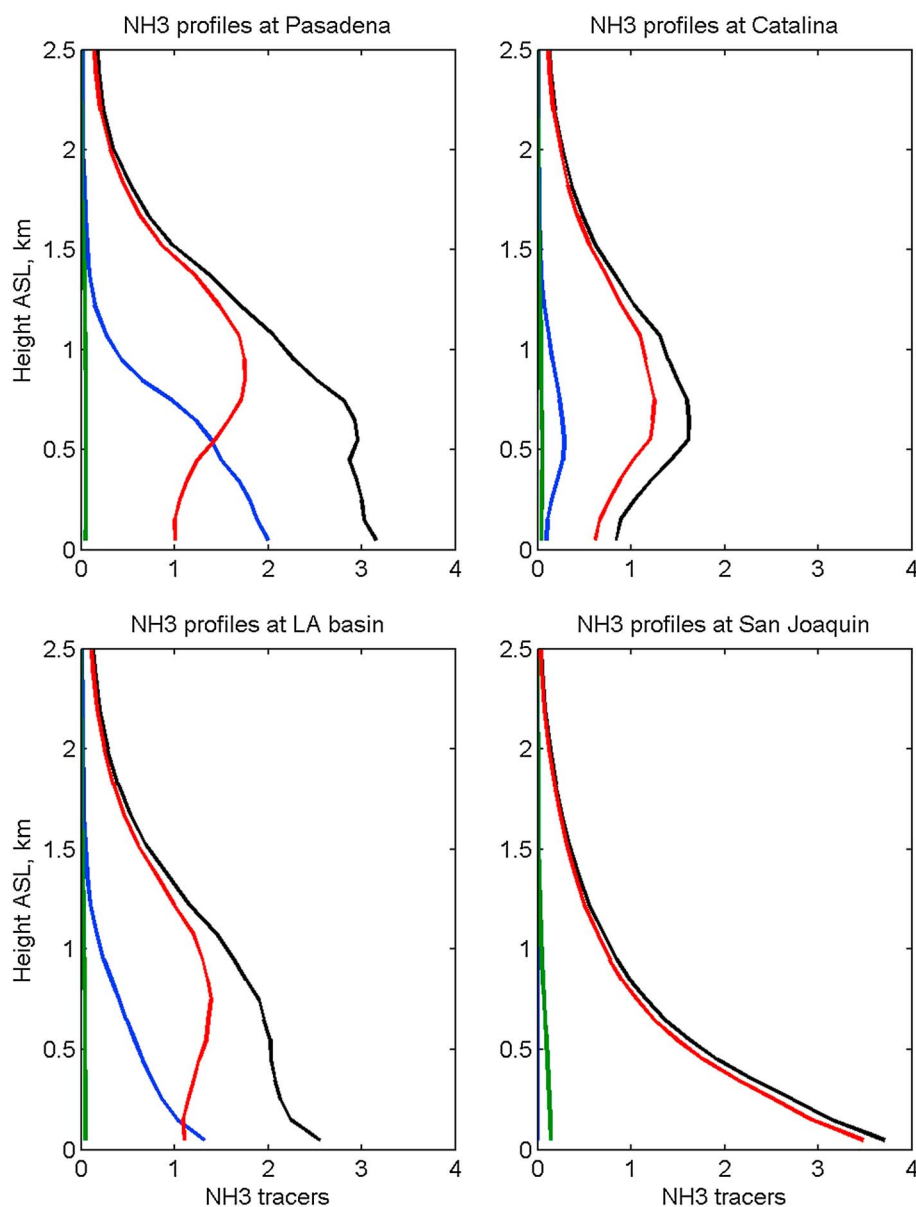 NH3 profiles at Pasadena
2.5
2
1.5
1
0.5
0
Height ASL, km
0 1 2 3 4
NH3 profiles at Catalina
2.5
2
1.5
1
0.5
0
0 1 2 3 4
NH3 profiles at LA basin
2.5
2
1.5
1
0.5
0
Height ASL, km
0 1 2 3 4
NH3 tracers
NH3 profiles at San Joaquin
2.5
2
1.5
1
0.5
0
0 1 2 3 4
NH3 tracers